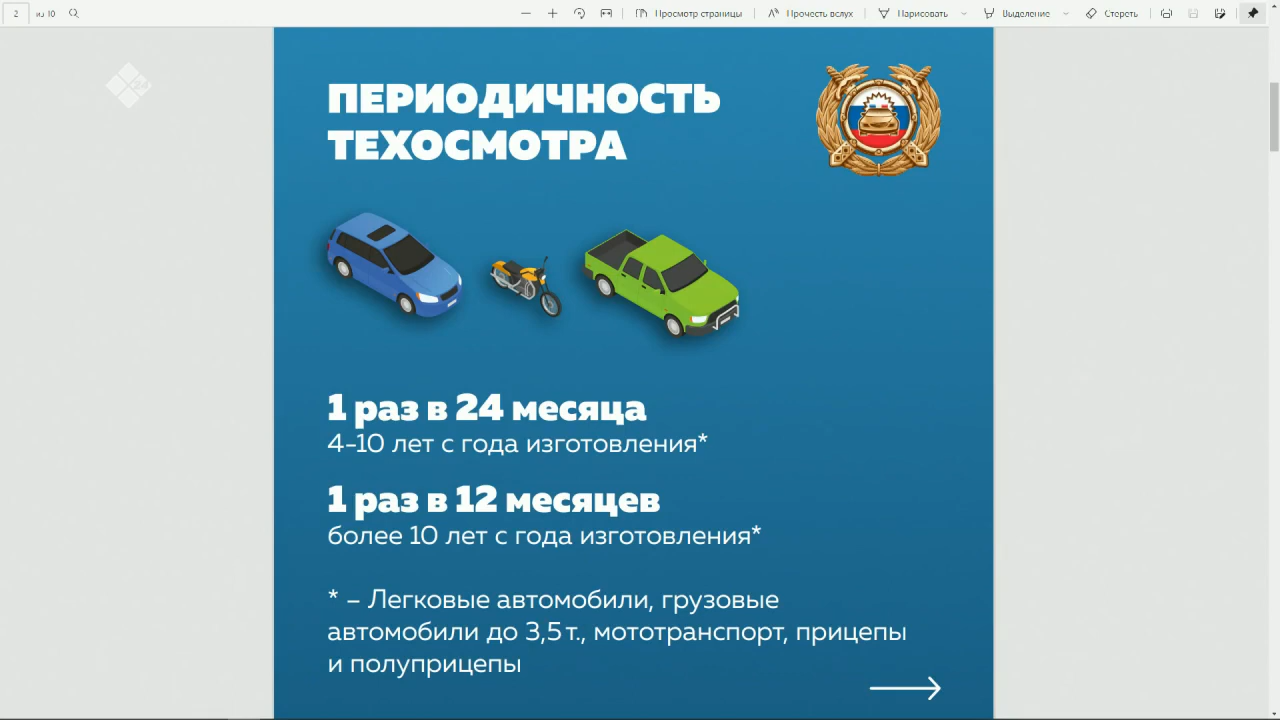 2 из 10 Просмотр страницы Прочесть вслух Нарисовать Выделение Стереть
ПЕРИОДИЧНОСТЬ
ТЕХОСМОТРА
1 раз в 24 месяца
4-10 лет с года изготовления*
1 раз в 12 месяцев
более 10 лет с года изготовления*
* – Легковые автомобили, грузовые
автомобили до 3,5 т., мототранспорт, прицепы
и полуприцепы